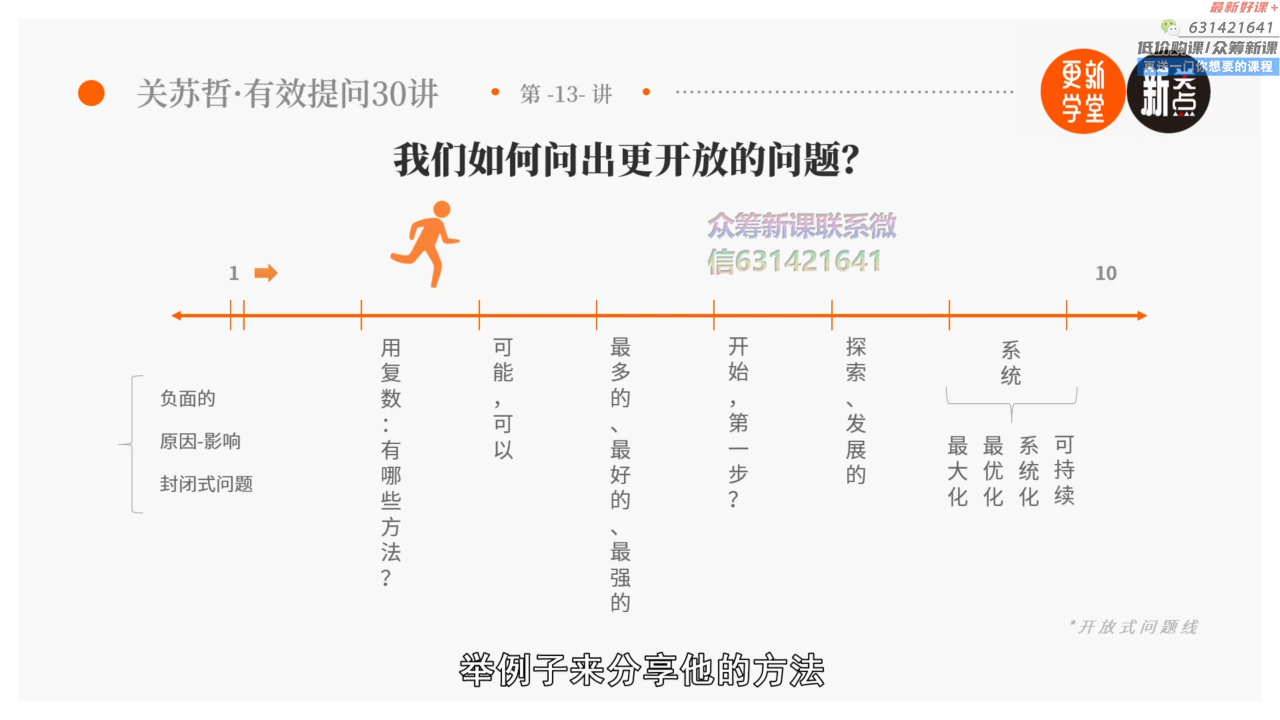 最新好课+
631421641
低价购课/众筹新课
再送一门你想要的课程
关苏哲·有效提问30讲
第 -13- 讲
更新学堂
新关点
我们如何问出更开放的问题?
众筹新课联系微
信631421641
1
10
负面的
原因-影响
封闭式问题
用复数：有哪些方法？
可能，可以
最多的、最好的、最强的
开始，第一步？
探索、发展的
系统
最大化
最优化
系统化
可持续
*开放式问题线
举例子来分享他的方法